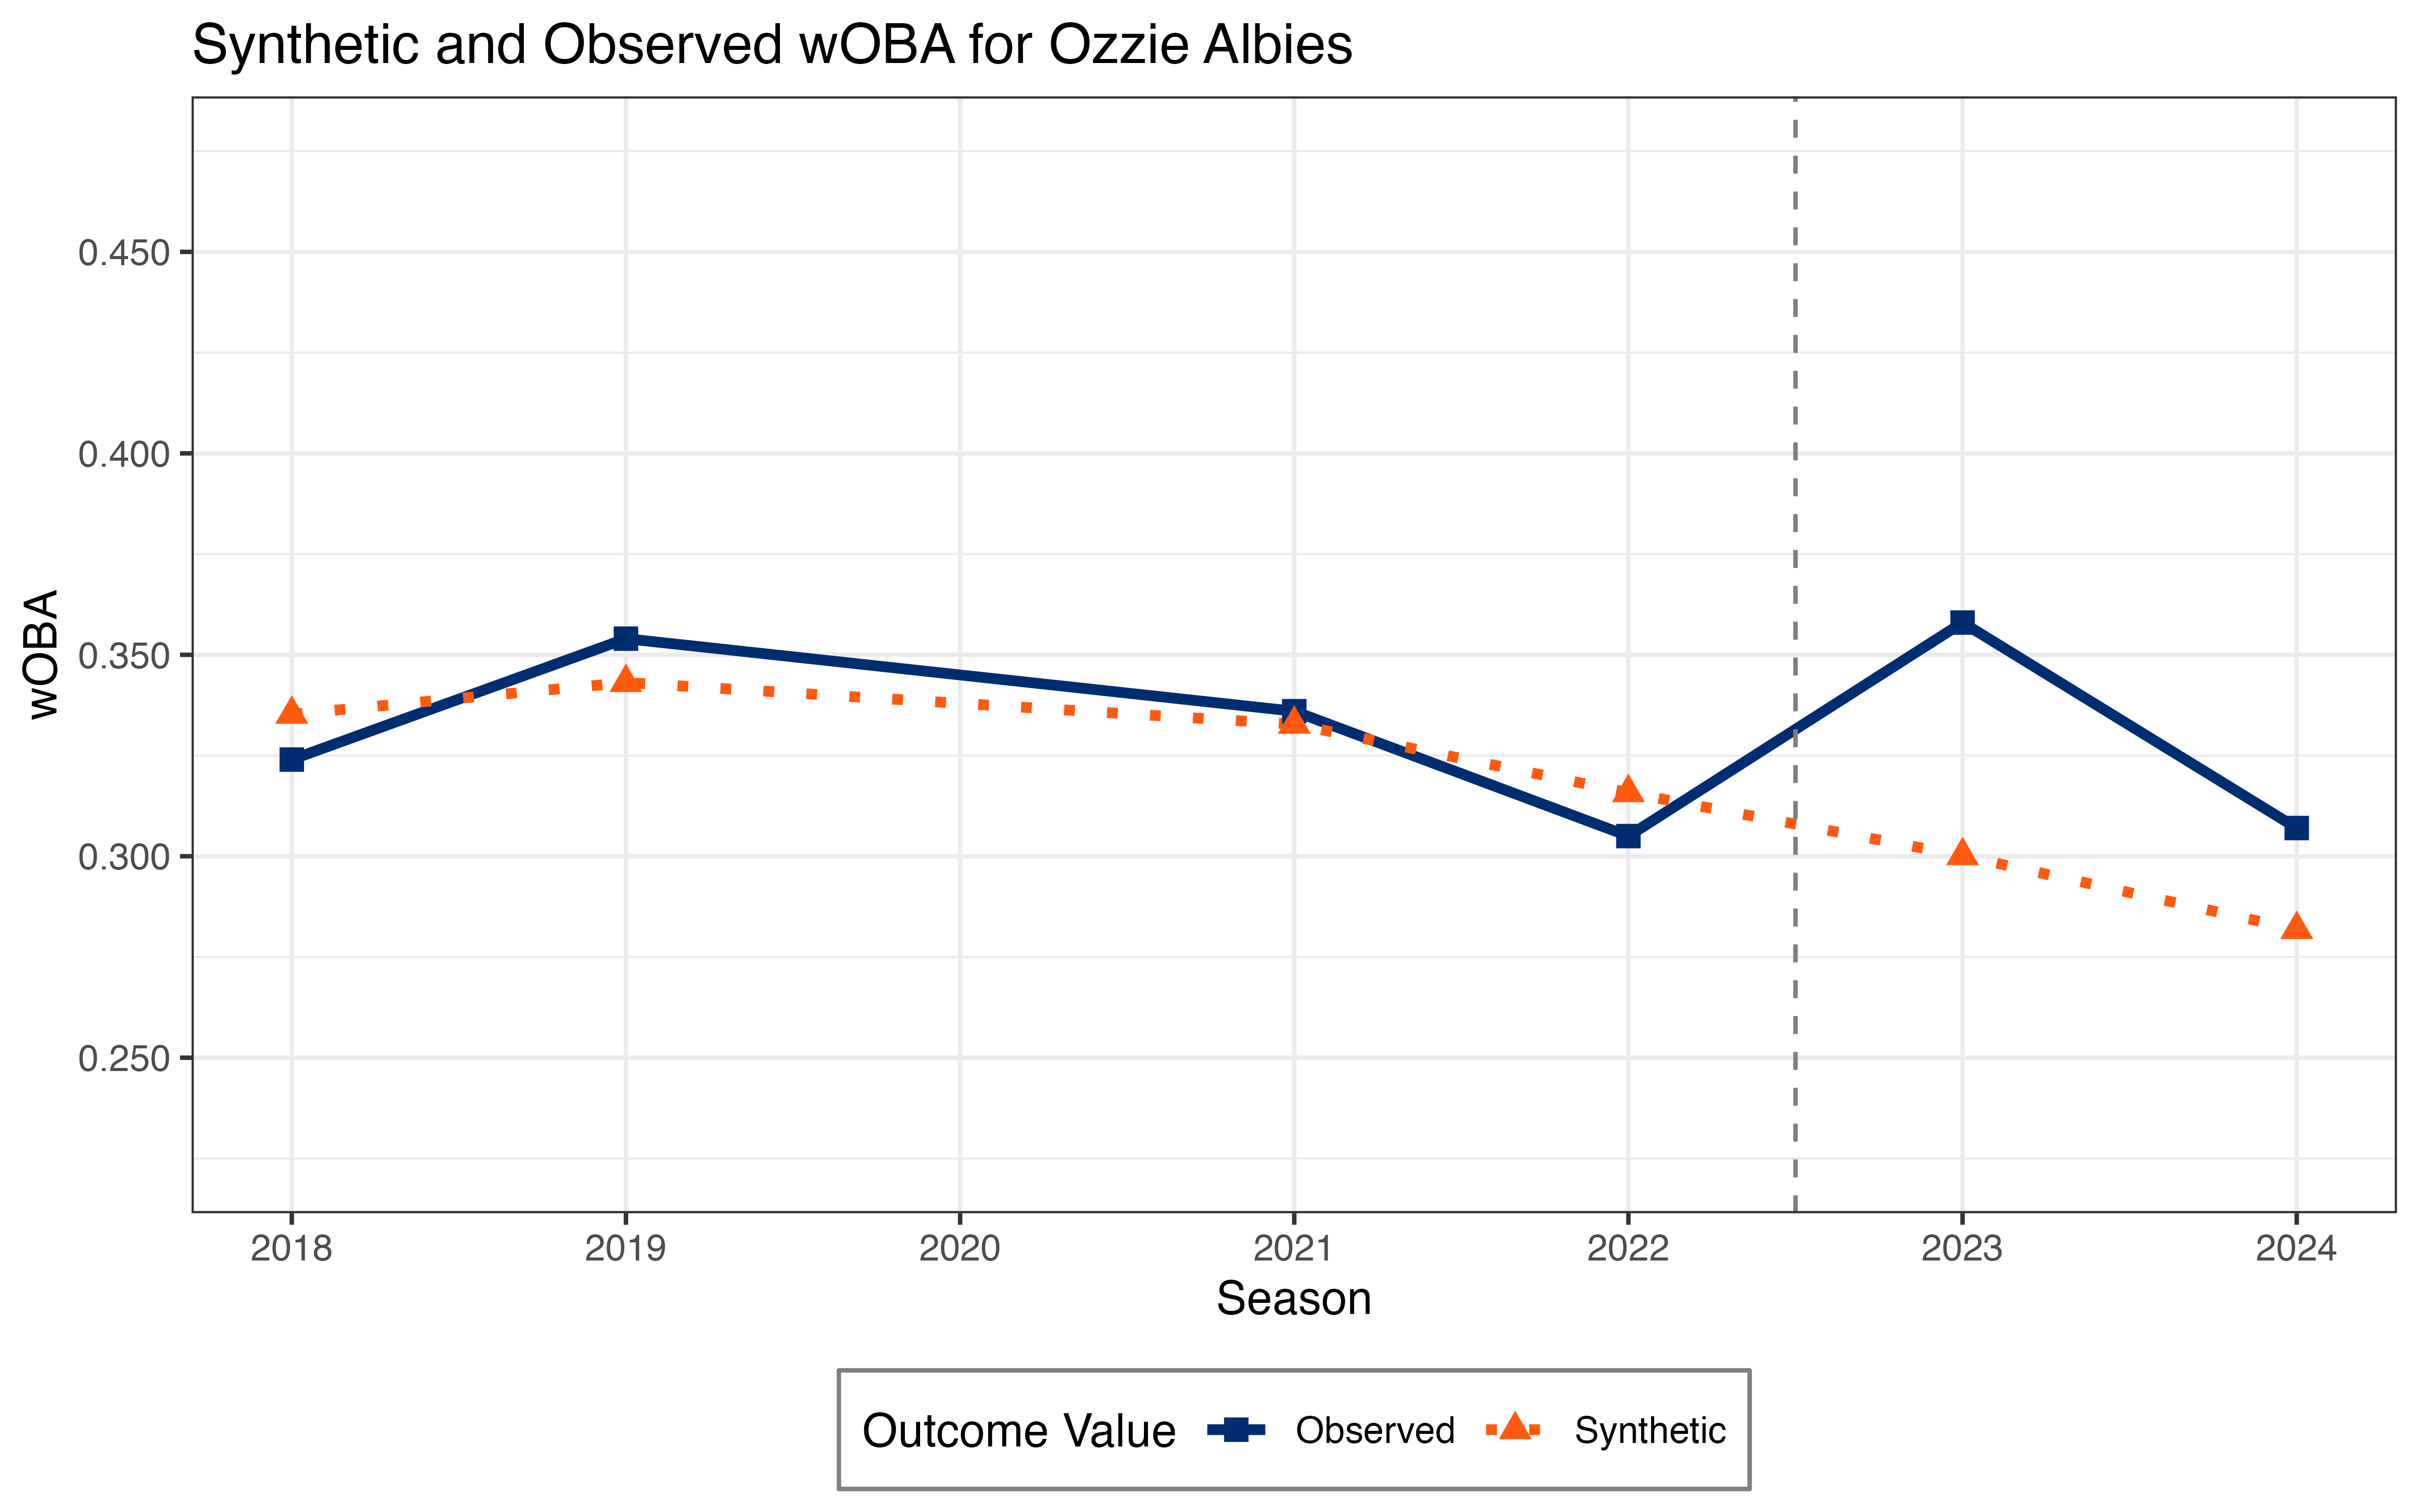 Synthetic and Observed wOBA for Ozzie Albies
wOBA
0.450
0.400
0.350
0.300
0.250
2018 2019 2020 2021 2022 2023 2024
Season
Outcome Value Observed Synthetic